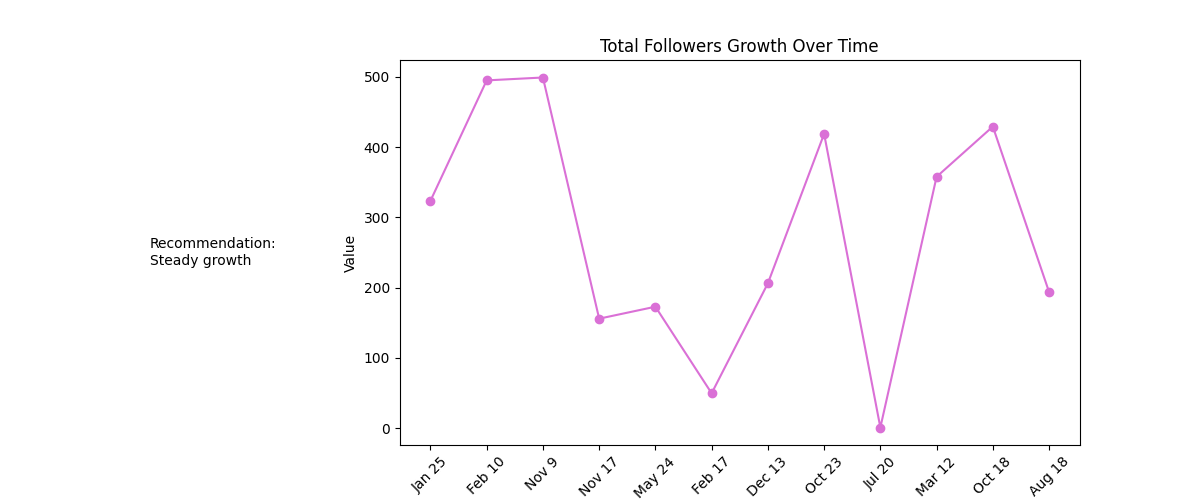 Total Followers Growth Over Time
Recommendation:
Steady growth
Value
500
400
300
200
100
0
Jan 25
Feb 10
Nov 9
Nov 17
May 24
Feb 17
Dec 13
Oct 23
Jul 20
Mar 12
Oct 18
Aug 18